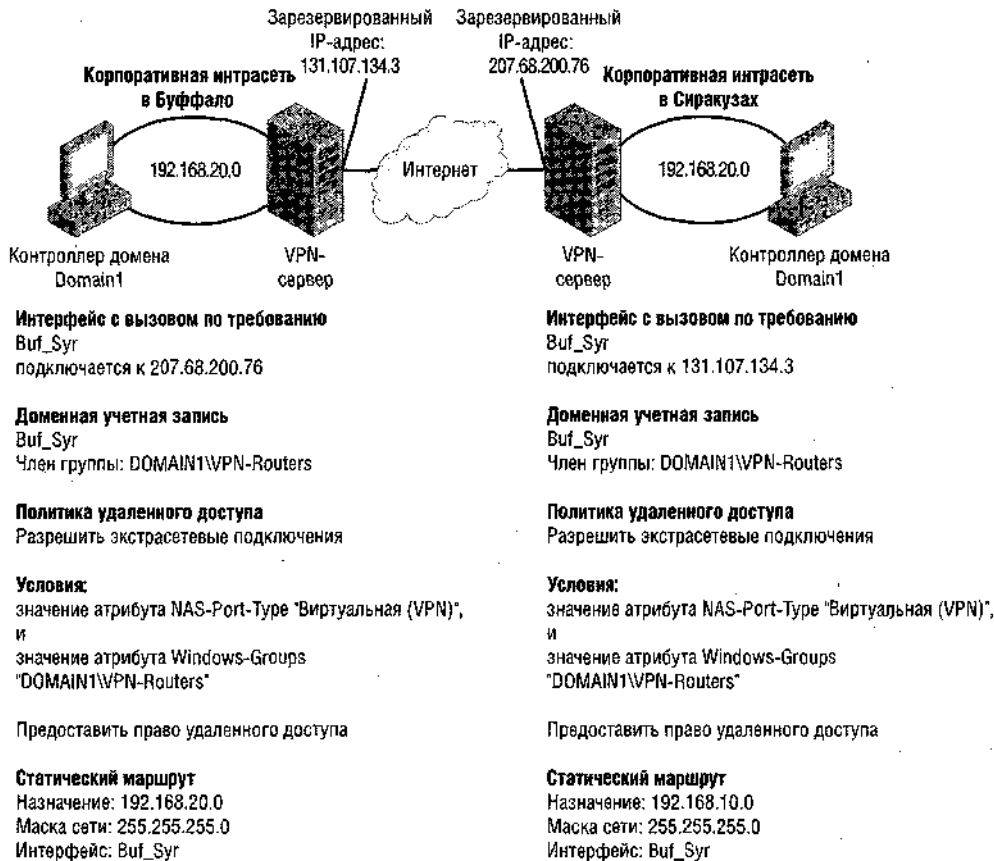 Зарезервированный
IP-адрес:
131.107.134.3
Зарезервированный
IP-адрес:
207.68.200.76
Корпоративная интрасеть
в Буффало
Корпоративная интрасеть
в Сиракузах
192.168.20.0
Интернет
192.168.20.0
Контроллер домена
Domain1
VPN-
сервер
VPN-
сервер
Контроллер домена
Domain1
Интерфейс с вызовом по требованию
Buf_Syr
подключается к 207.68.200.76
Доменная учетная запись
Buf_Syr
Член группы: DOMAIN1\VPN-Routers
Политика удаленного доступа
Разрешить экстрасетевые подключения
Условия:
значение атрибута NAS-Port-Type "Виртуальная (VPN)",
и
значение атрибута Windows-Groups
"DOMAIN1\VPN-Routers"
Предоставить право удаленного доступа
Статический маршрут
Назначение: 192.168.20.0
Маска сети: 255.255.255.0
Интерфейс: Buf_Syr
Интерфейс с вызовом по требованию
Buf_Syr
подключается к 131.107.134.3
Доменная учетная запись
Buf_Syr
Член группы: DOMAIN1\VPN-Routers
Политика удаленного доступа
Разрешить экстрасетевые подключения
Условия:
значение атрибута NAS-Port-Type "Виртуальная (VPN)",
и
значение атрибута Windows-Groups
"DOMAIN1\VPN-Routers"
Предоставить право удаленного доступа
Статический маршрут
Назначение: 192.168.10.0
Маска сети: 255.255.255.0
Интерфейс: Buf_Syr